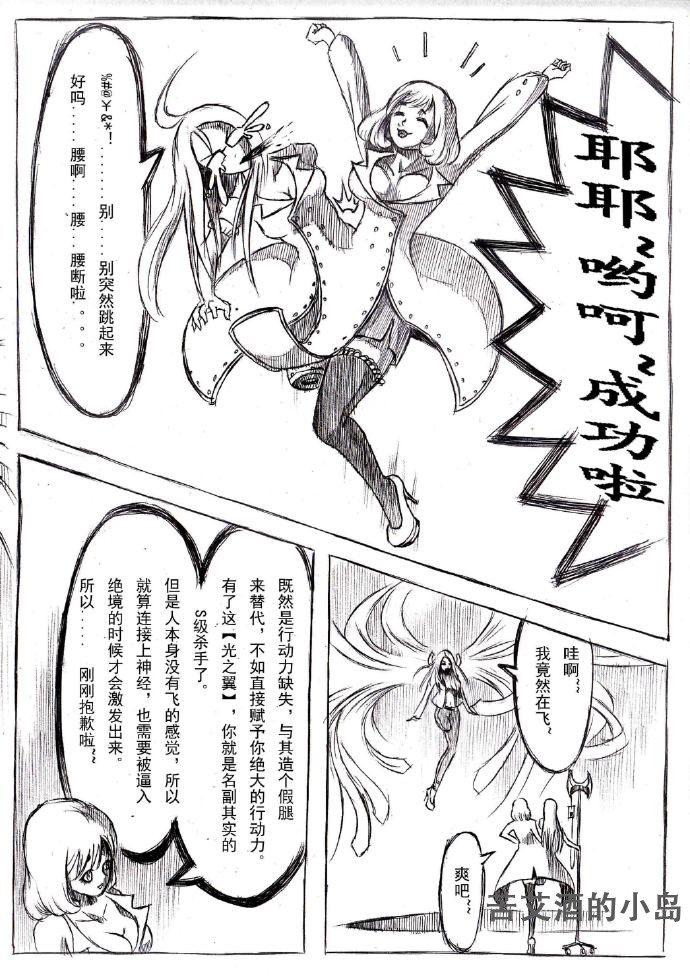 耶耶~哟呵~成功啦
%#@大&*！……… 别.... 别突然跳起来
好吗.... 腰啊...腰..腰断啦。。。
哇啊~~
我竟然在飞~
爽吧~
既然是行动力缺失，与其造个假腿
来替代，不如直接赋予你绝大的行动力。
有了这【光之翼】，你就是名副其实的
S级杀手了。
但是人本身没有飞的感觉，所以
就算连接上神经，也需要被逼入
绝境的时候才会激发出来。
所以..... 刚刚抱歉啦~
苦艾酒的小岛